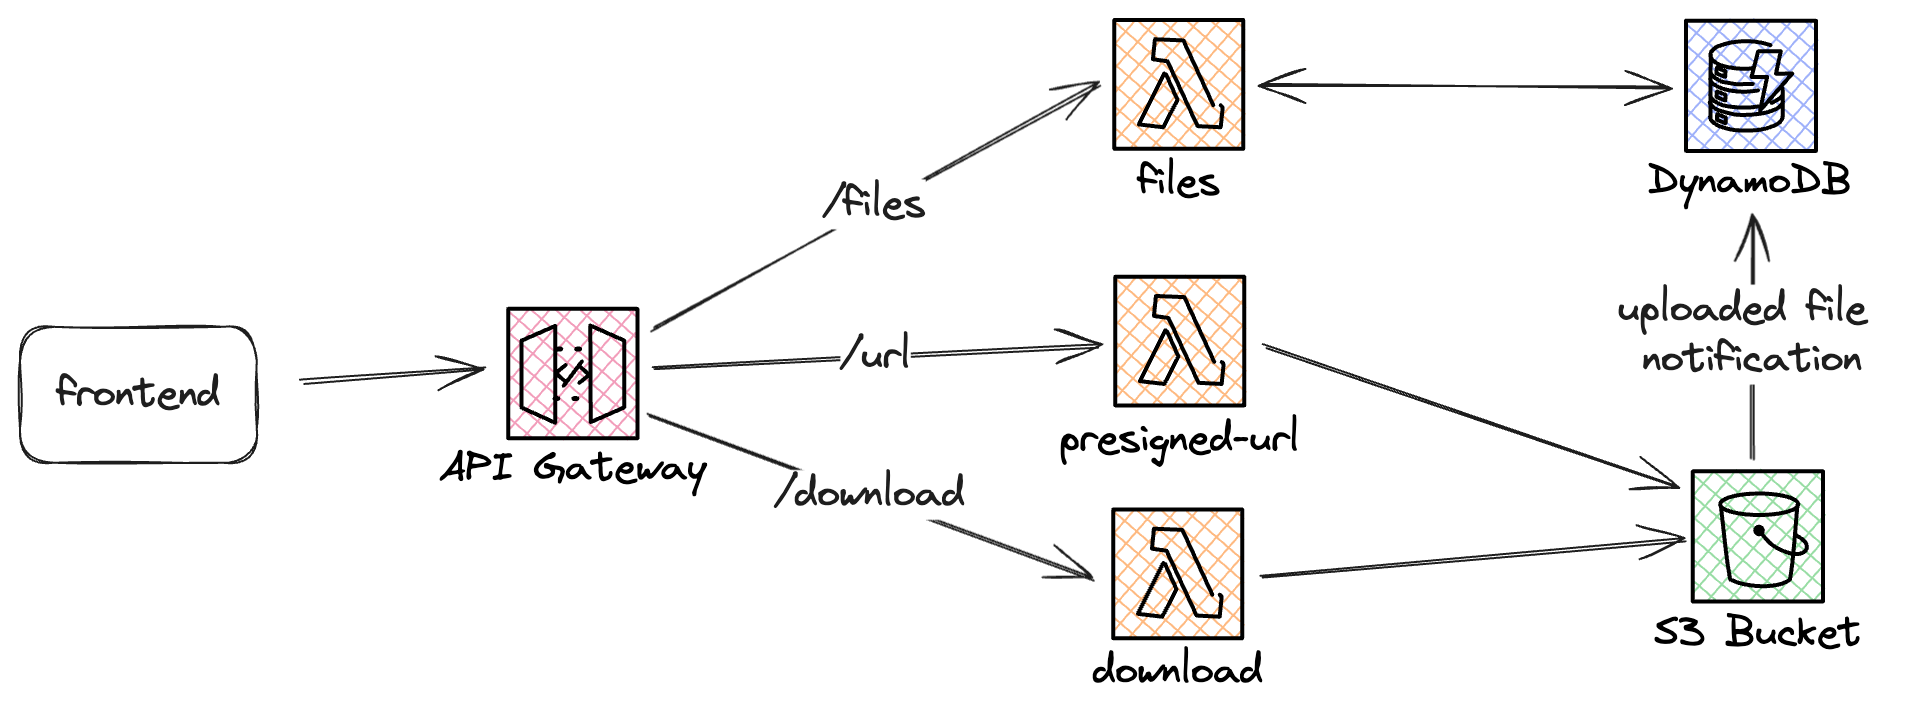 files
DynamoDB
/files
uploaded file
notification
/url
frontend
presigned-url
API Gateway
/download
S3 Bucket
download